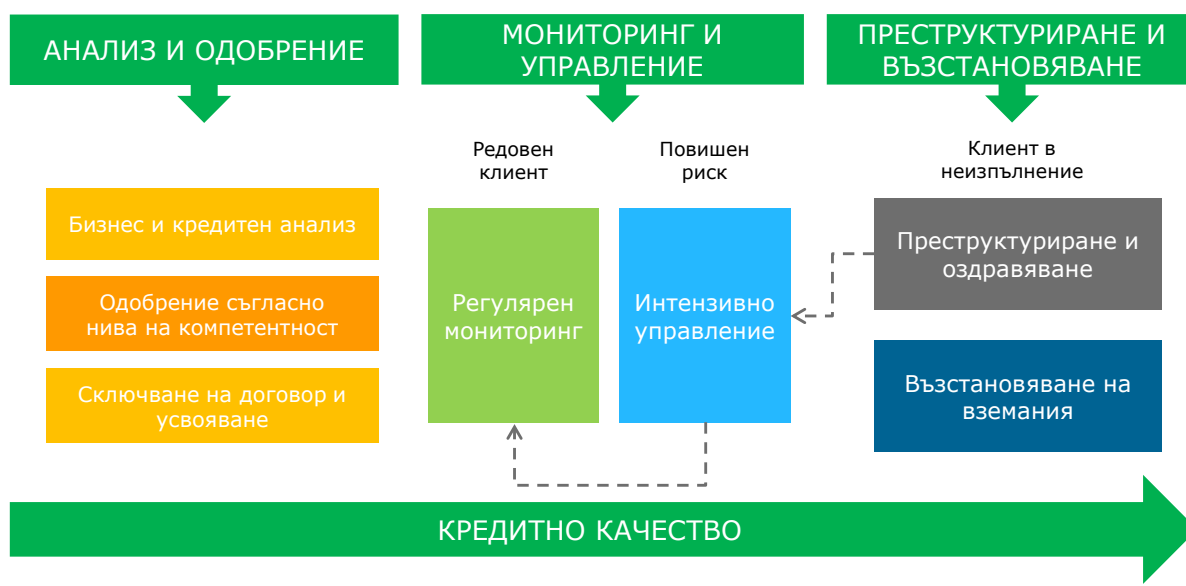 АНАЛИЗ И ОДОБРЕНИЕ
МОНИТОРИНГ И
УПРАВЛЕНИЕ
ПРЕСТРУКТУРИРАНЕ И
ВЪЗСТАНОВЯВАНЕ
Редовен
клиент
Повишен
риск
Клиент в
неизпълнение
Бизнес и кредитен анализ
Одобрение съгласно
нива на компетентност
Сключване на договор и
усвояване
Регулярен
мониторинг
Интензивно
управление
Преструктуриране и
оздравяване
Възстановяване на
вземания
КРЕДИТНО КАЧЕСТВО